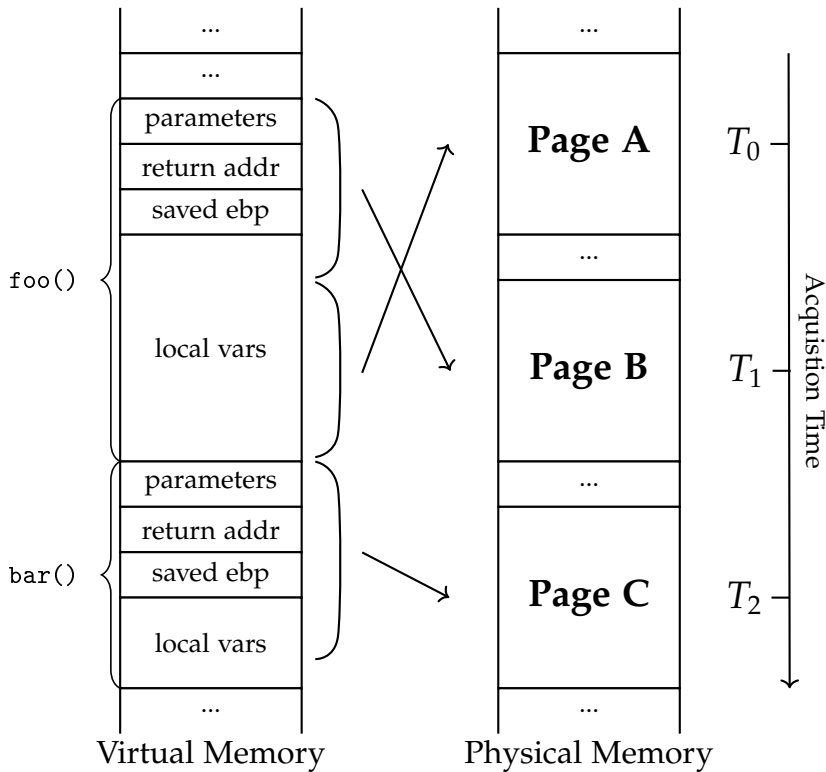 ...
...
parameters
return addr
saved ebp
foo()
local vars
parameters
return addr
saved ebp
bar()
local vars
...
Virtual Memory
...
Page A
...
Page B
...
Page C
...
Physical Memory
T0
T1
T2
Acquistion Time